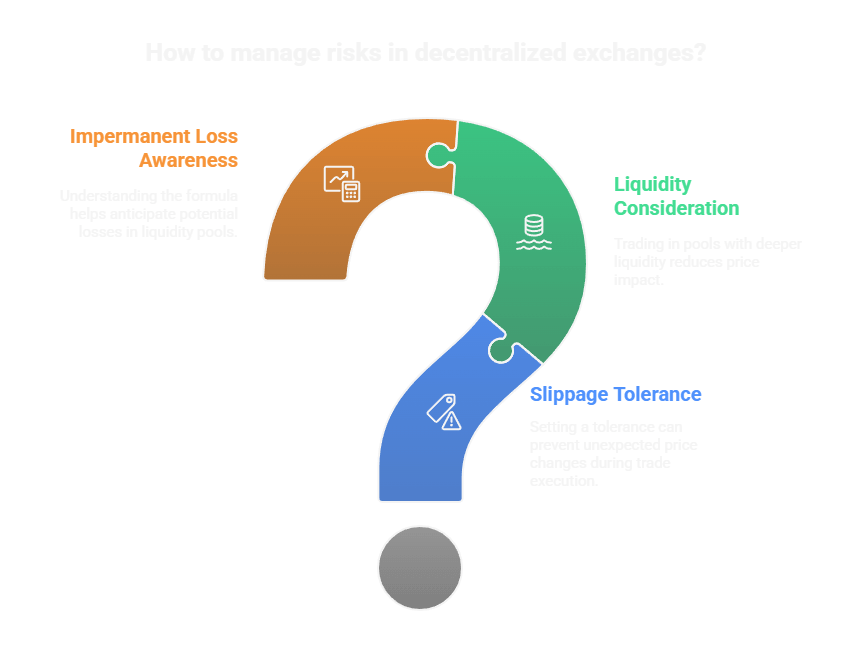 How to manage risks in decentralized exchanges?
Impermanent Loss
Awareness
Understanding the formula
helps anticipate potential
losses in liquidity pools.
Liquidity
Consideration
Trading in pools with deeper
liquidity reduces price
impact.
Slippage Tolerance
Setting a tolerance can
prevent unexpected price
changes during trade
execution.